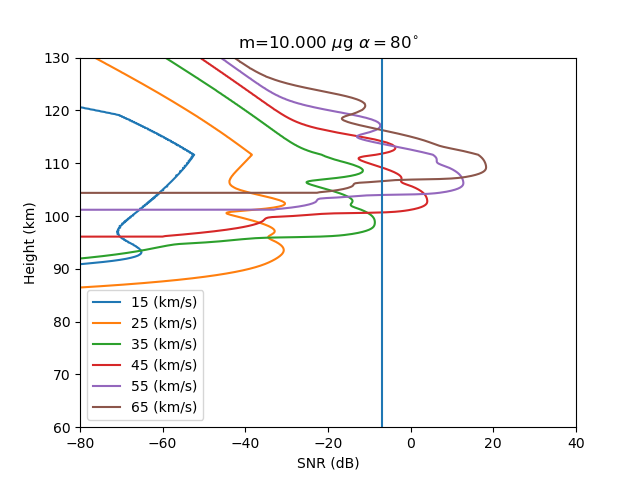 m=10.000 μg α = 80°
Height (km)
130
120
110
100
90
80
70
60
−80
−60
−40
−20
0
20
40
SNR (dB)
15 (km/s)
25 (km/s)
35 (km/s)
45 (km/s)
55 (km/s)
65 (km/s)